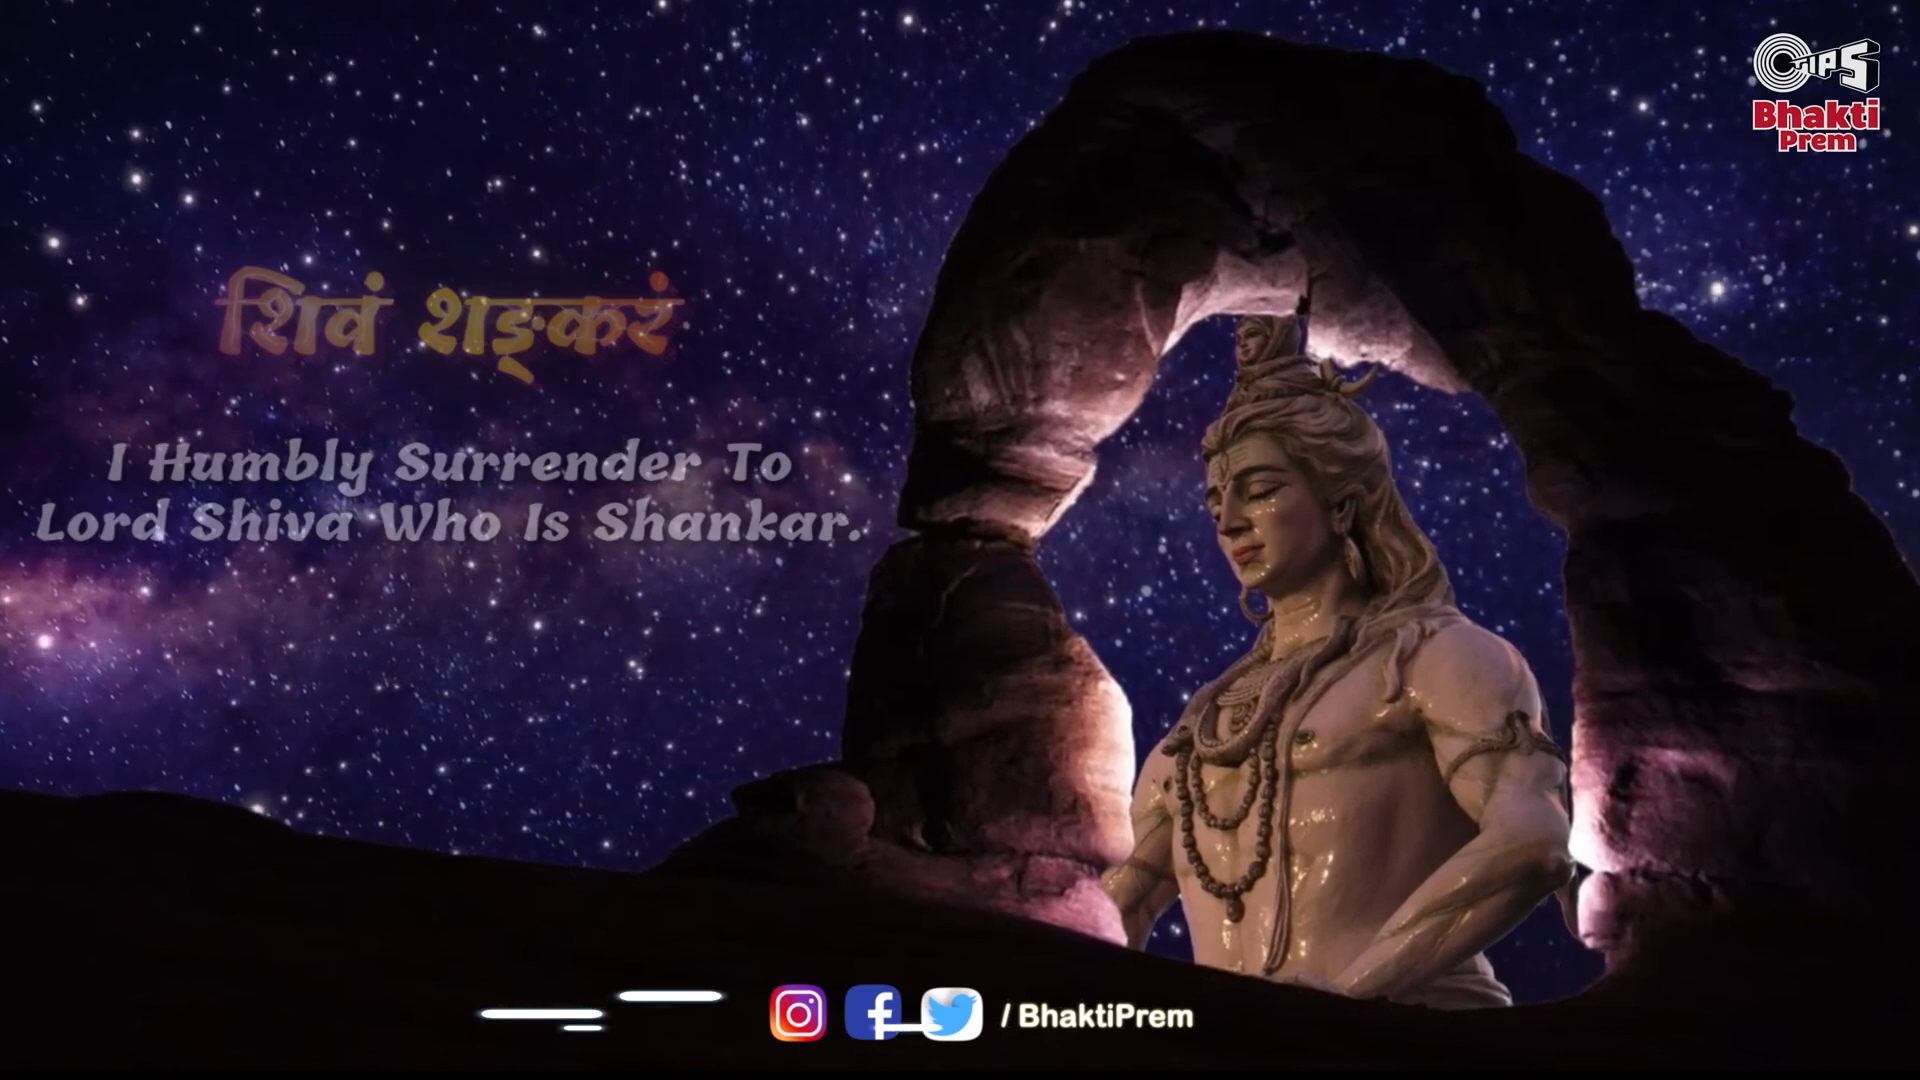 TIPS
Bhakti
Prem
शिवं शङ्करं
I Humbly Surrender To
Lord Shiva Who Is Shankar.
/ BhaktiPrem